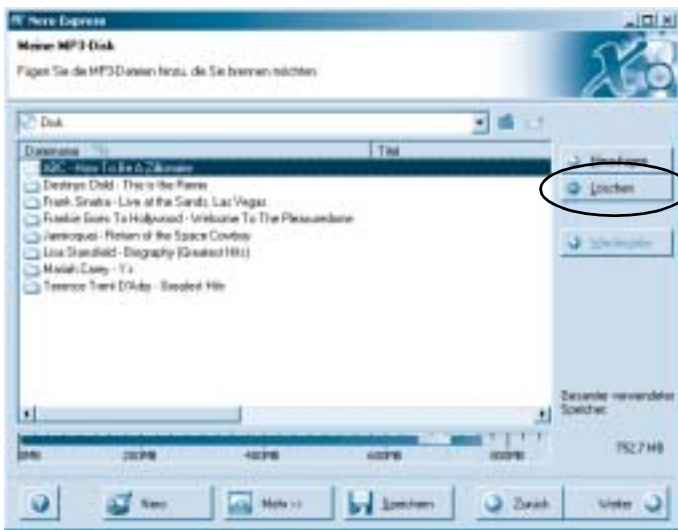 Nero Express
Meine MP3-Disk
Fügen Sie die MP3-Dateien hinzu, die Sie brennen möchten.
Disk
Dateiname Titel
ABC - How To Be A Zillionaire
Destinys Child - This is the Remix
Frank Sinatra - Live at the Sands, Las Vegas
Frankie Goes To Hollywood - Welcome To The Pleasuredome
Jamiroquai - Return of the Space Cowboy
Lisa Stansfield - Biography (Greatest Hits)
Mariah Carey - 1's
Terence Trent D'Arby - Greatest Hits
Hinzufügen
Löschen
Wiedergabe
Gesamter verwendeter
Speicher:
0MB 200MB 400MB 600MB 800MB
792.7 MB
Nero
Mehr >>
Speichern
Zurück
Weiter